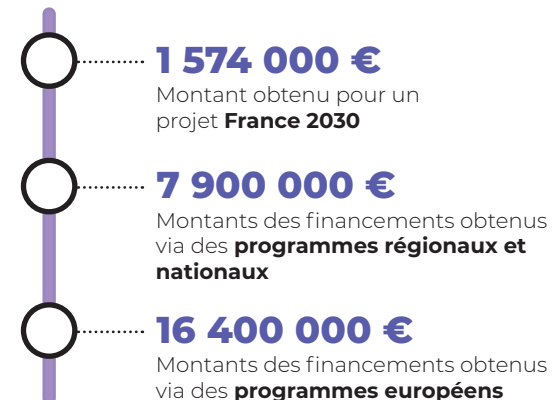 1 574 000 €
Montant obtenu pour un
projet France 2030
7 900 000 €
Montants des financements obtenus
via des programmes régionaux et
nationaux
16 400 000 €
Montants des financements obtenus
via des programmes européens